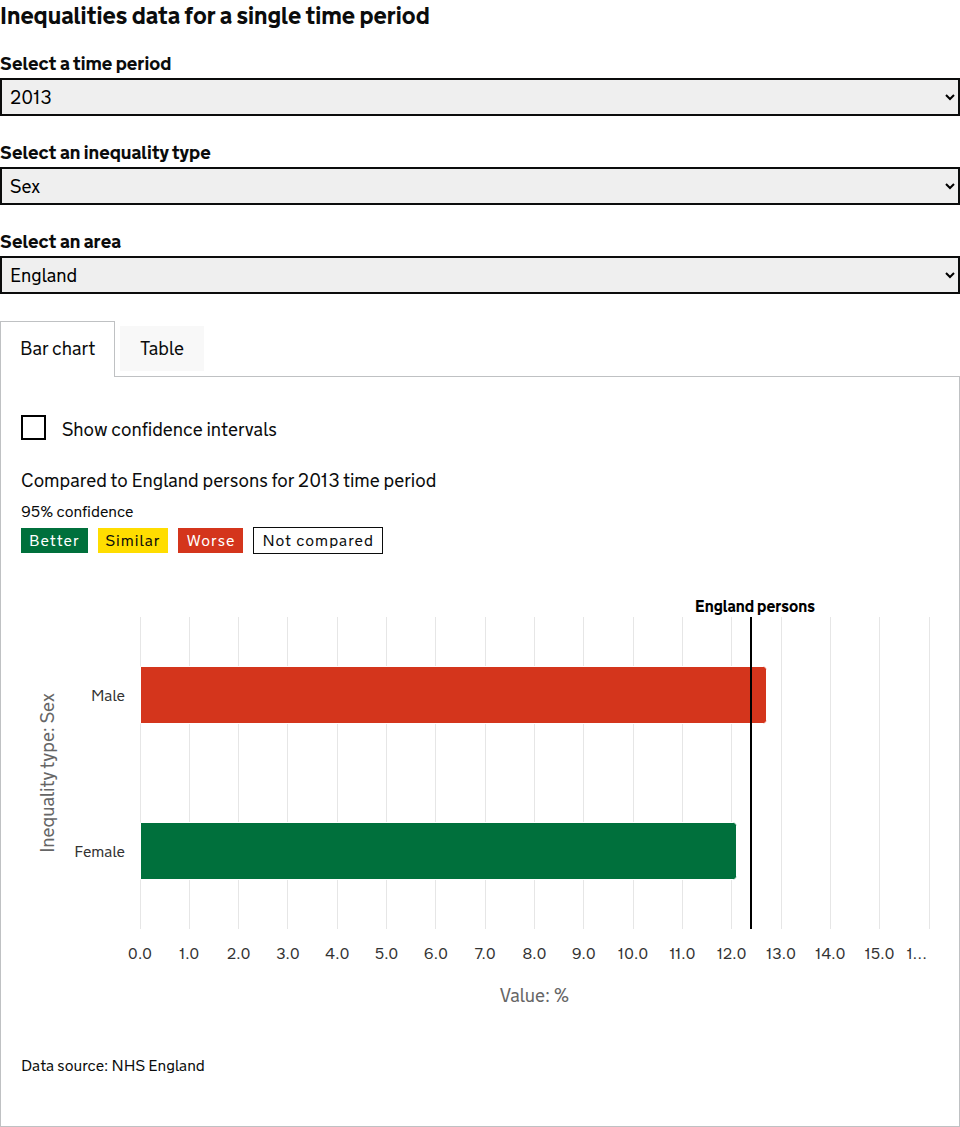 Inequalities data for a single time period
Select a time period
2013
Select an inequality type
Sex
Select an area
England
Bar chart Table
Show confidence intervals
Compared to England persons for 2013 time period
95% confidence
Better Similar Worse Not compared
England persons
Inequality type: Sex
Male
Female
0.0 1.0 2.0 3.0 4.0 5.0 6.0 7.0 8.0 9.0 10.0 11.0 12.0 13.0 14.0 15.0 1…
Value: %
Data source: NHS England